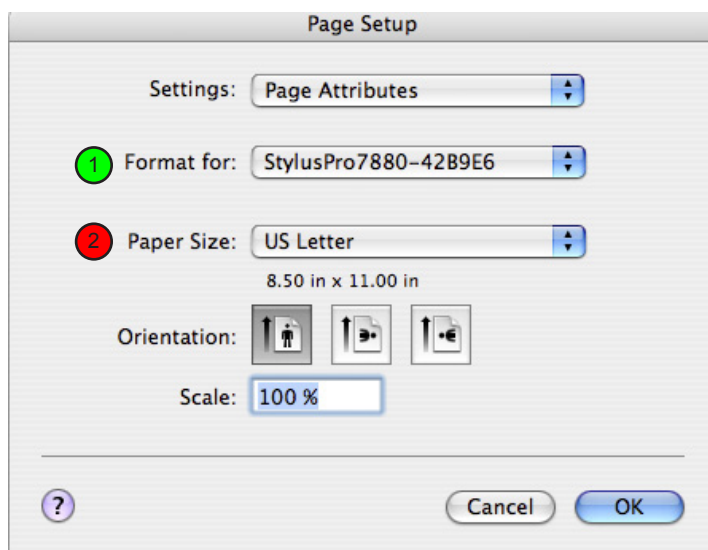 Page Setup
Settings: Page Attributes
1 Format for: StylusPro7880-42B9E6
2 Paper Size: US Letter
8.50 in x 11.00 in
Orientation:
Scale: 100 %
? Cancel OK